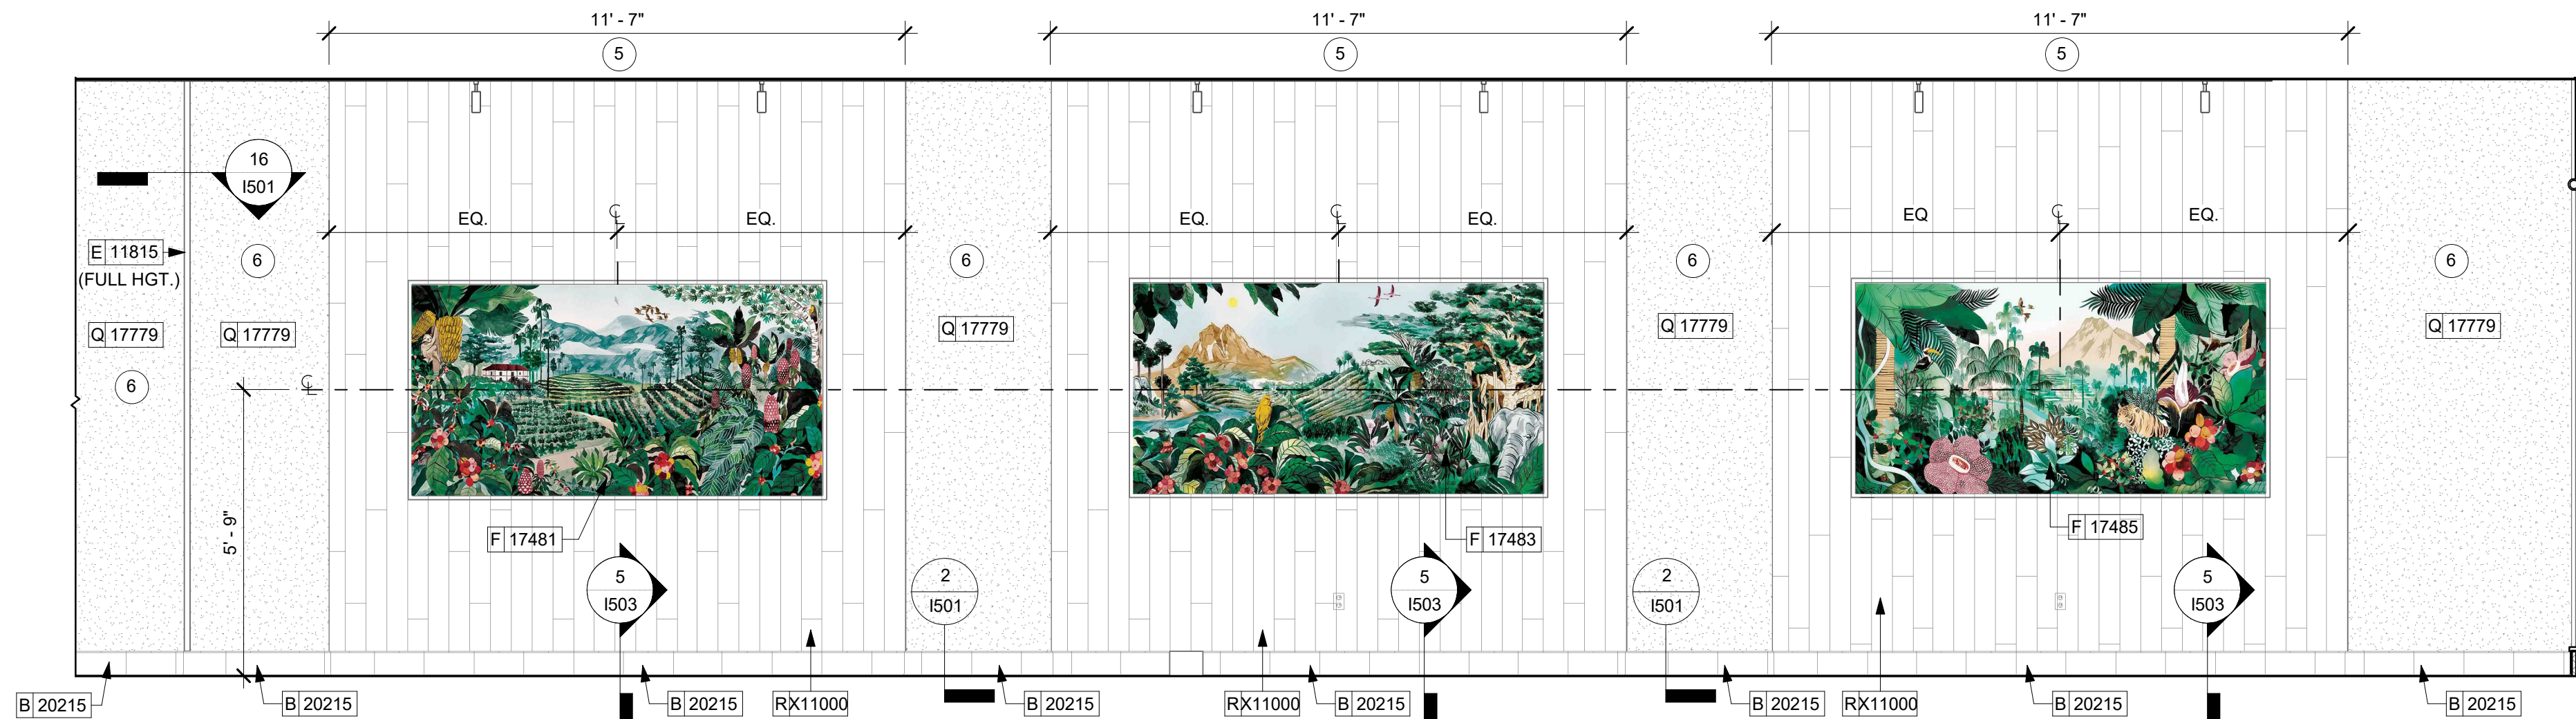 11' - 7" 11' - 7" 11' - 7"
5 5 5
16
I501
EQ. ℄ EQ. EQ. ℄ EQ. EQ ℄ EQ.
E 11815
(FULL HGT.)
6 6 6 6
Q 17779 Q 17779 Q 17779 Q 17779 Q 17779
6 ℄
5' - 9"
F 17481 F 17483 F 17485
5 2 5 2 5
I503 I501 I503 I501 I503
B 20215 B 20215 B 20215 RX11000 B 20215 RX11000 B 20215 B 20215 RX11000 B 20215 B 20215